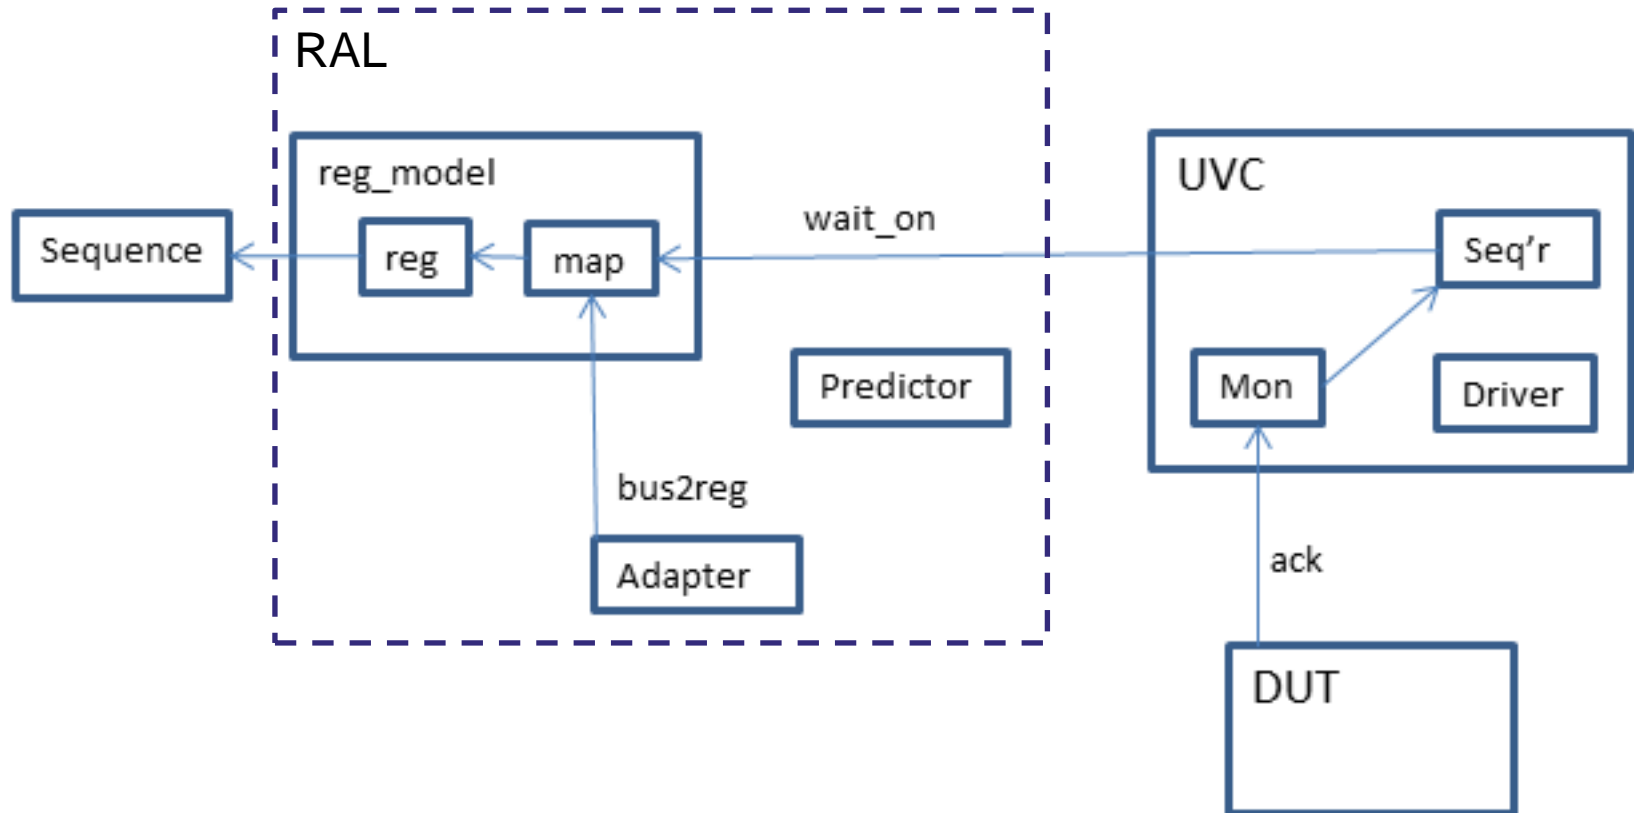 RAL
reg_model
UVC
Sequence
reg
map
wait_on
Seq'r
Predictor
Mon
Driver
bus2reg
Adapter
ack
DUT